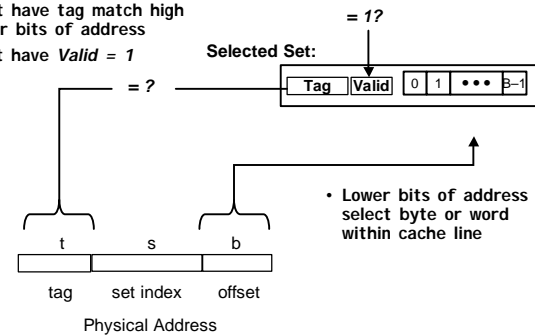 t have tag match high
r bits of address
t have Valid = 1
= 1?
Selected Set:
= ?
Tag Valid 0 1 ••• B–1
• Lower bits of address
select byte or word
within cache line
t s b
tag set index offset
Physical Address